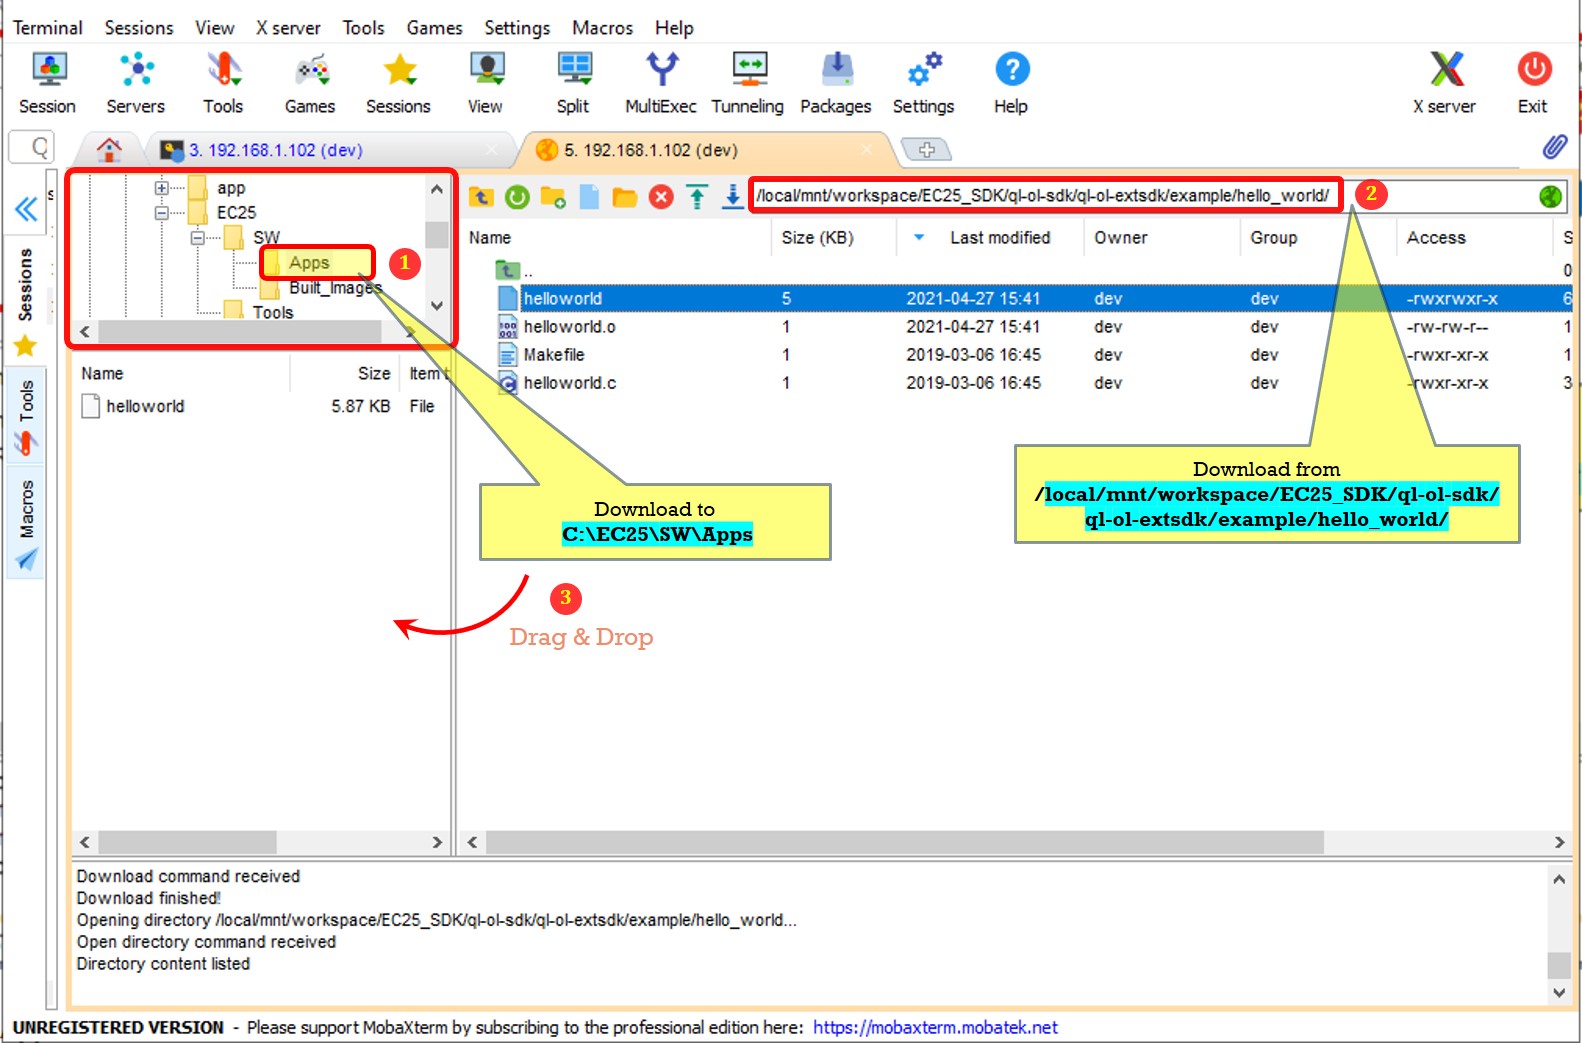 Terminal Sessions View X server Tools Games Settings Macros Help
Session Servers Tools Games Sessions View Split MultiExec Tunneling Packages Settings Help X server Exit
3. 192.168.1.102 (dev)
5. 192.168.1.102 (dev)
Sessions
Tools
Macros
app
EC25
SW
Apps
1
Built_Images
Tools
Name Size Item t
helloworld 5.87 KB File
/local/mnt/workspace/EC25_SDK/ql-ol-sdk/ql-ol-extsdk/example/hello_world/
2
Name Size (KB) Last modified Owner Group Access S
.. 0
helloworld 5 2021-04-27 15:41 dev dev -rwxrwxr-x 6
helloworld.o 1 2021-04-27 15:41 dev dev -rw-rw-r-- 1
Makefile 1 2019-03-06 16:45 dev dev -rwxr-xr-x 1
helloworld.c 1 2019-03-06 16:45 dev dev -rwxr-xr-x 3
Download from
/local/mnt/workspace/EC25_SDK/ql-ol-sdk/
ql-ol-extsdk/example/hello_world/
Download to
C:\EC25\SW\Apps
3
Drag & Drop
Download command received
Download finished!
Opening directory /local/mnt/workspace/EC25_SDK/ql-ol-sdk/ql-ol-extsdk/example/hello_world...
Open directory command received
Directory content listed
UNREGISTERED VERSION - Please support MobaXterm by subscribing to the professional edition here: https://mobaxterm.mobatek.net